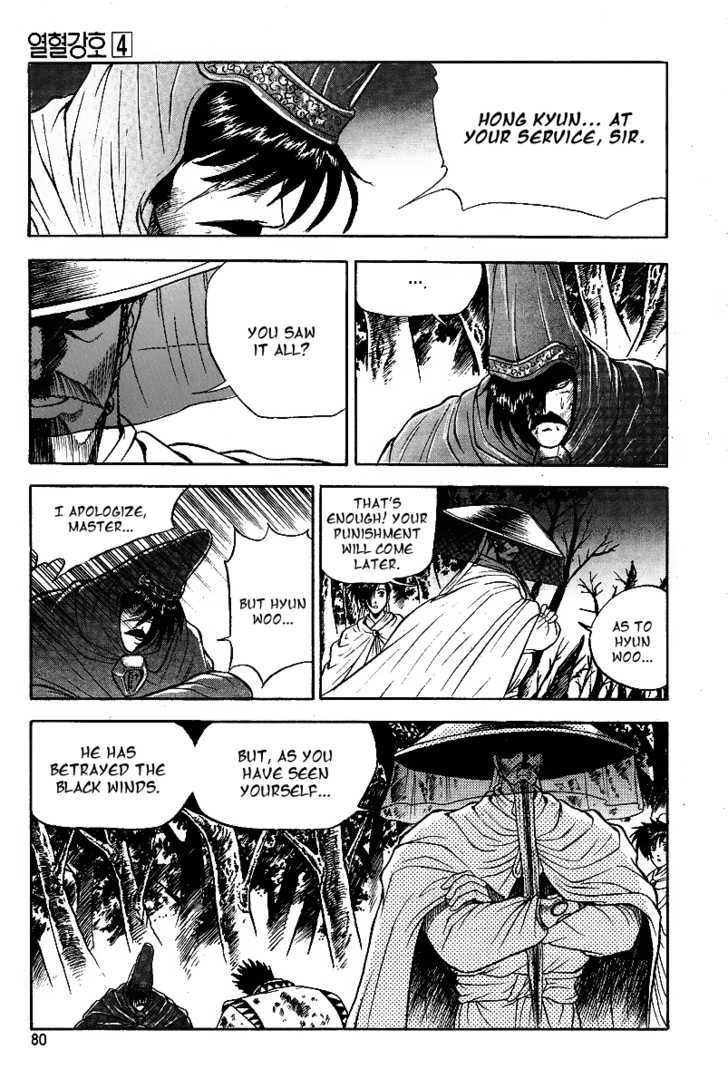 열혈강호 4
HONG KYUN... AT
YOUR SERVICE, SIR.
YOU SAW
IT ALL?
...
I APOLOGIZE,
MASTER...
BUT HYUN
WOO...
THAT'S
ENOUGH! YOUR
PUNISHMENT
WILL COME
LATER.
AS TO
HYUN
WOO...
HE HAS
BETRAYED THE
BLACK WINDS.
BUT, AS YOU
HAVE SEEN
YOURSELF...
80